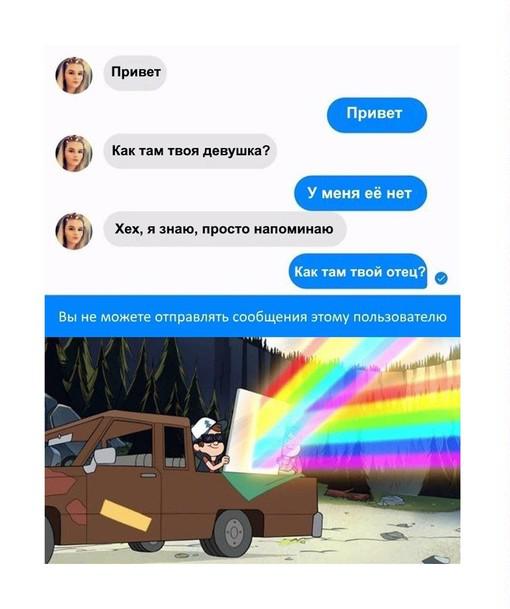 Привет
Привет
Как там твоя девушка?
У меня её нет
Хех, я знаю, просто напоминаю
Как там твой отец?
Вы не можете отправлять сообщения этому пользователю